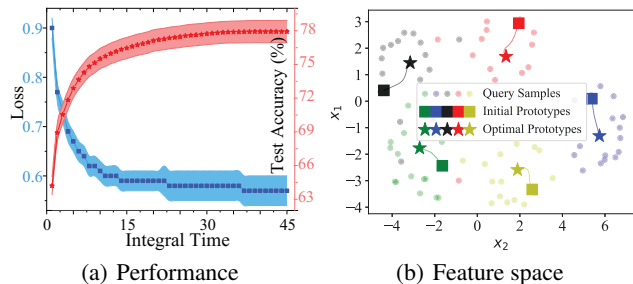 0.9
0.8
0.7
0.6
Loss
78
75
72
69
66
63
Test Accuracy (%)
0
15
30
45
Integral Time
(a) Performance
3
2
1
0
−1
−2
−3
−4
x1
Query Samples
Initial Prototypes
Optimal Prototypes
−4
−2
0
2
4
6
x2
(b) Feature space